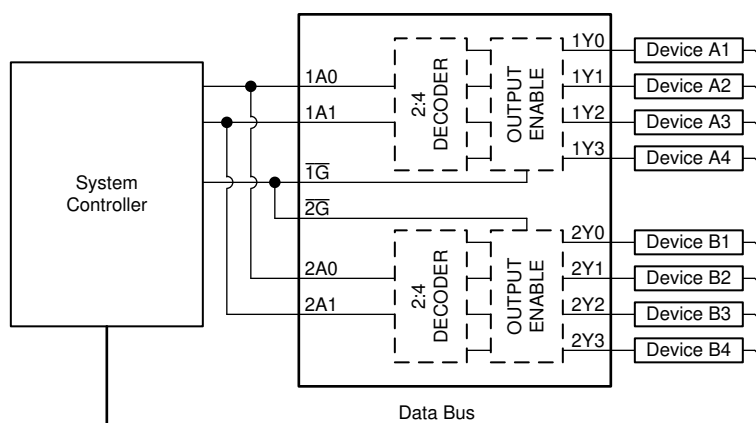 System
Controller
1A0
1A1
1G
2G
2A0
2A1
2:4
DECODER
OUTPUT
ENABLE
2:4
DECODER
OUTPUT
ENABLE
1Y0
1Y1
1Y2
1Y3
2Y0
2Y1
2Y2
2Y3
Device A1
Device A2
Device A3
Device A4
Device B1
Device B2
Device B3
Device B4
Data Bus